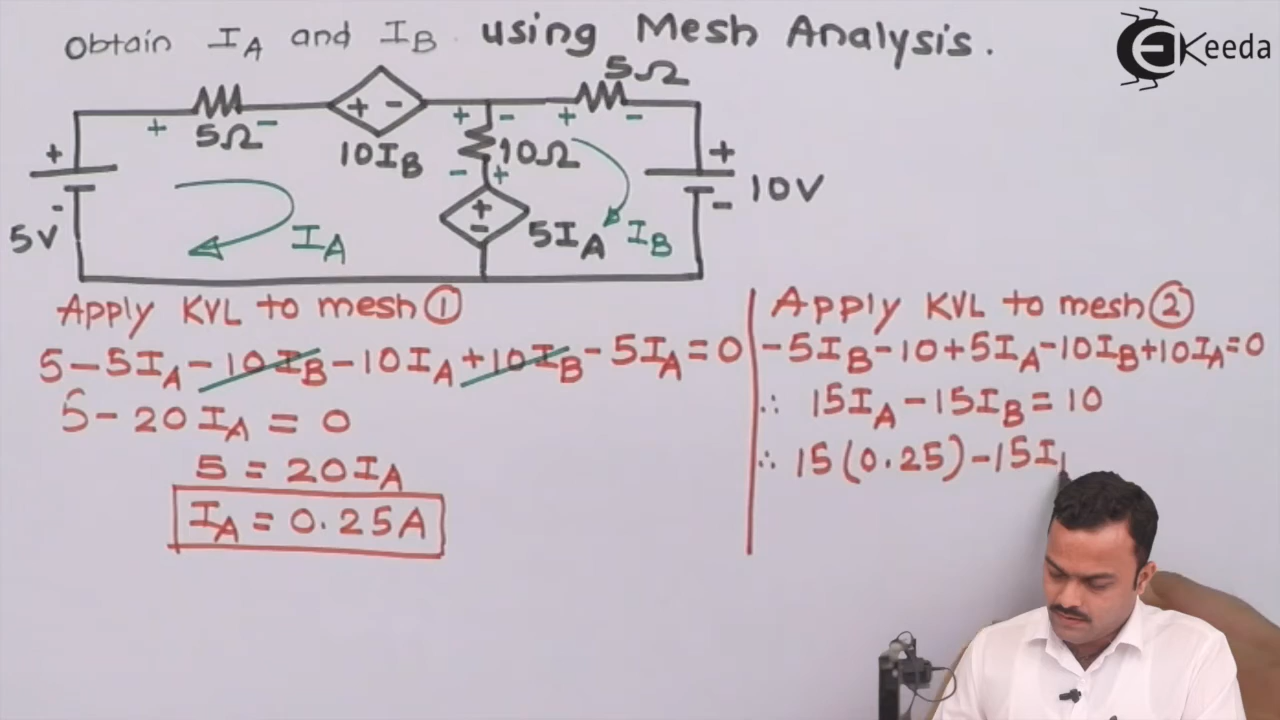 Obtain IA and IB using Mesh Analysis.
EKeeda
5Ω
+ -
+ - + -
+ 5Ω - 10IB 10Ω + 10V
- +
+ -
5V 5IA IB
IA
Apply KVL to mesh ①
5-5IA-10IB-10IA+10IB-5IA=0
5-20IA=0
5=20IA
IA=0.25A
Apply KVL to mesh ②
-5IB-10+5IA-10IB+10IA=0
∴ 15IA-15IB=10
∴ 15(0.25)-15I